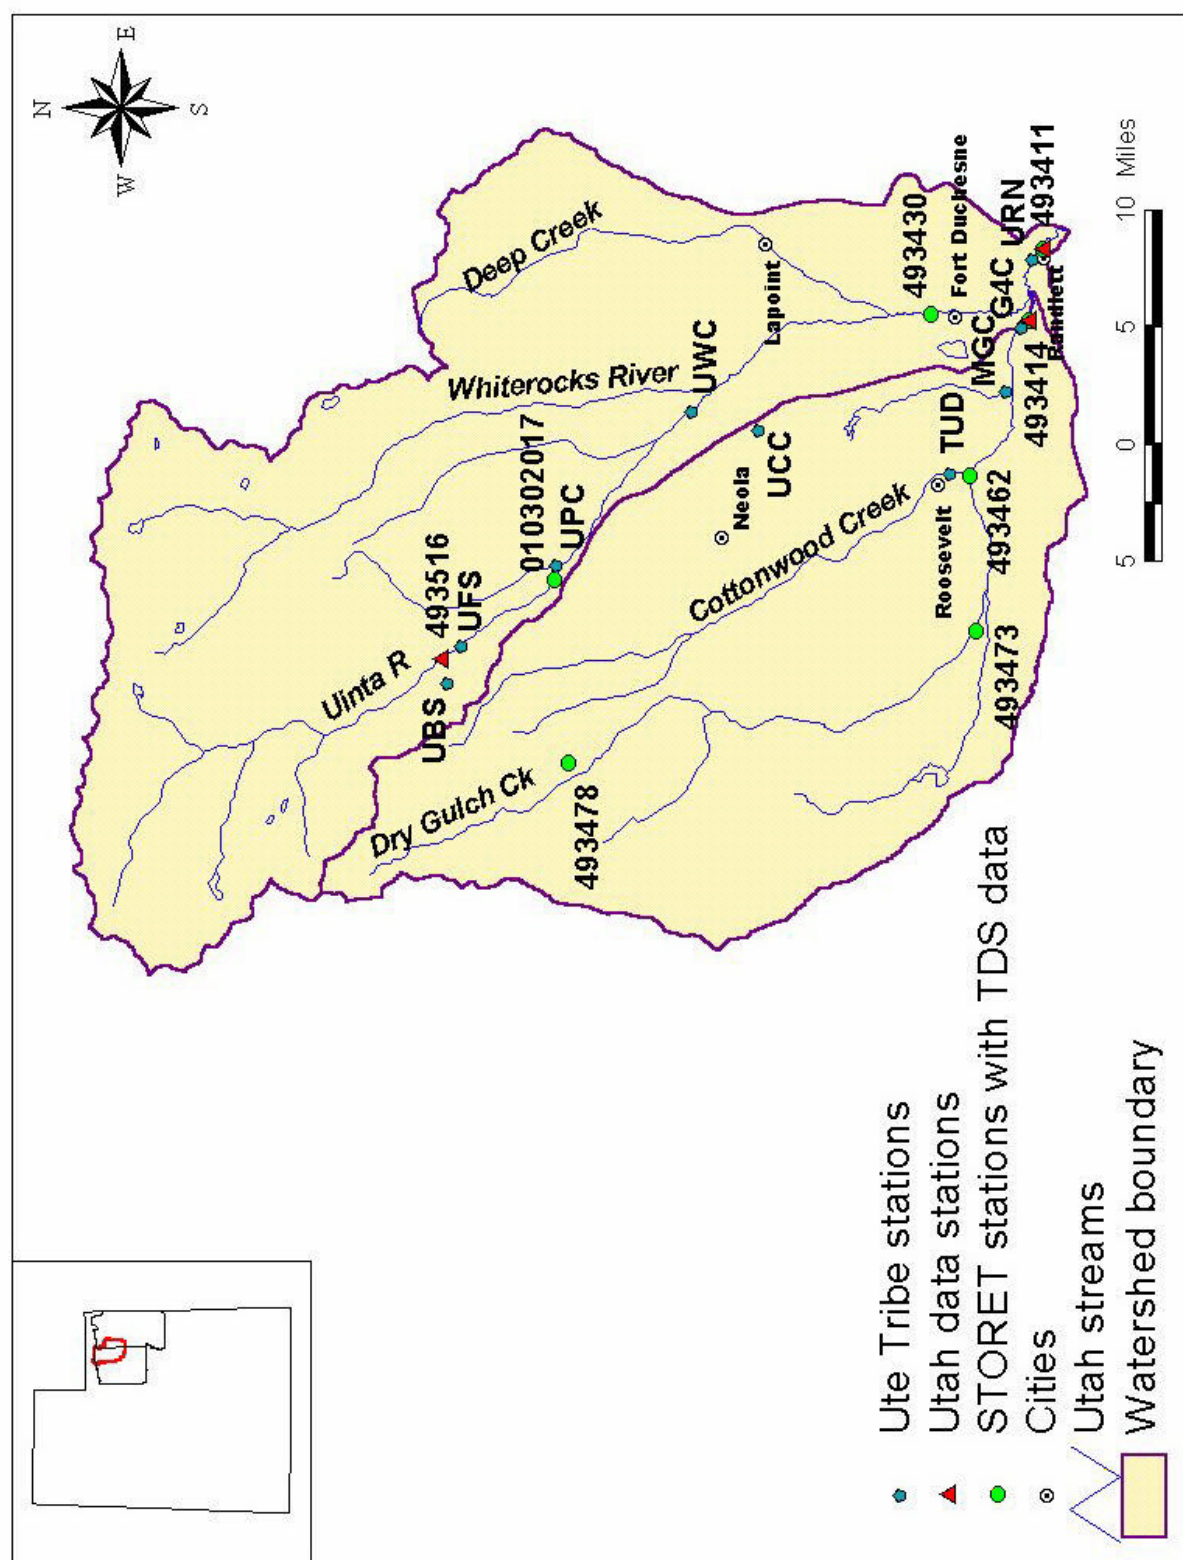 N
E
W
S
Deep Creek
Whiterocks River
Lapoint
493430
Fort Duchesne
URN
493411
G4C
MGC
Randlett
493414
UWC
UCC
TUD
Neola
010302017
UPC
493516
UFS
Uinta R
UBS
Cottonwood Creek
Roosevelt
493462
493473
Dry Gulch Ck
493478
5 0 5 10 Miles
Ute Tribe stations
Utah data stations
STORET stations with TDS data
Cities
Utah streams
Watershed boundary